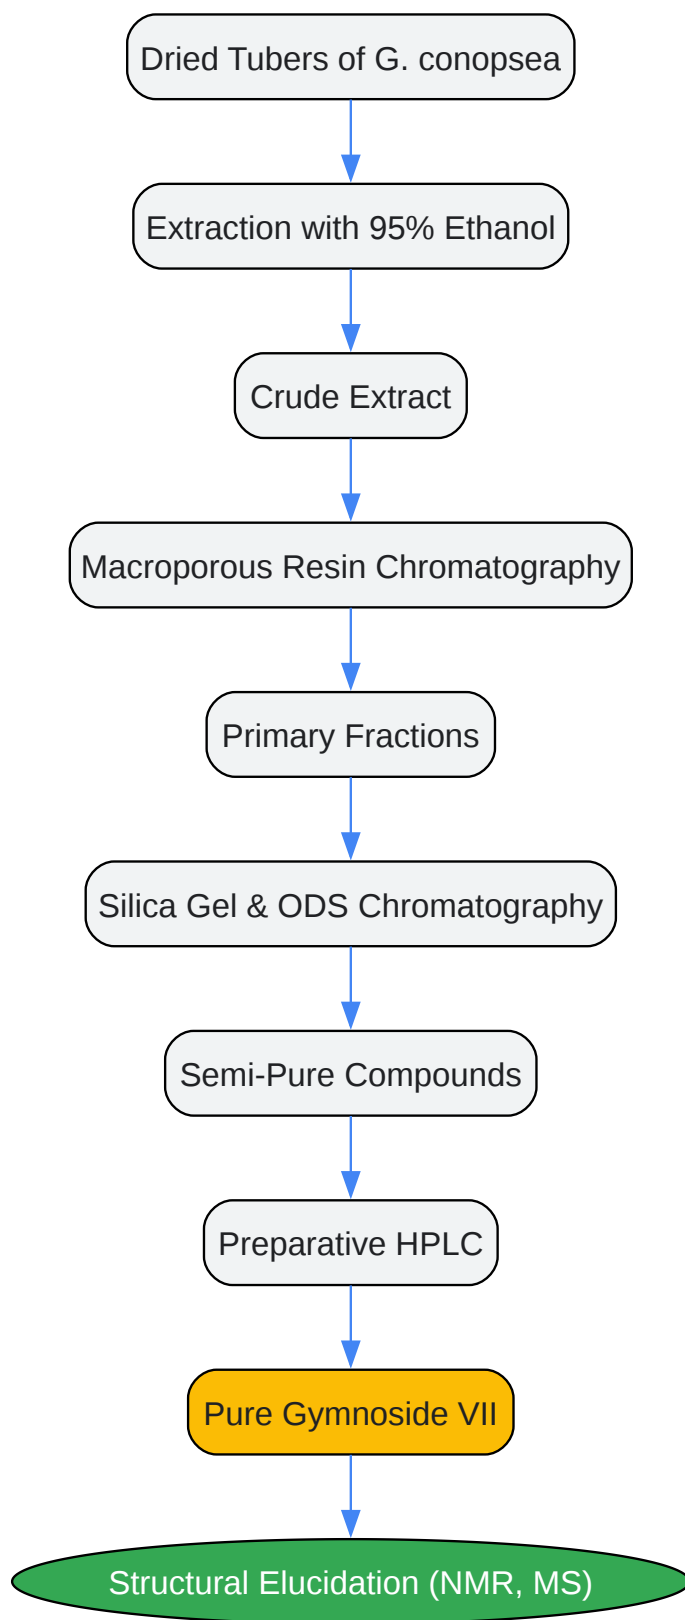 Dried Tubers of G. conopsea
Extraction with 95% Ethanol
Crude Extract
Macroporous Resin Chromatography
Primary Fractions
Silica Gel & ODS Chromatography
Semi-Pure Compounds
Preparative HPLC
Pure Gymnoside VII
Structural Elucidation (NMR, MS)